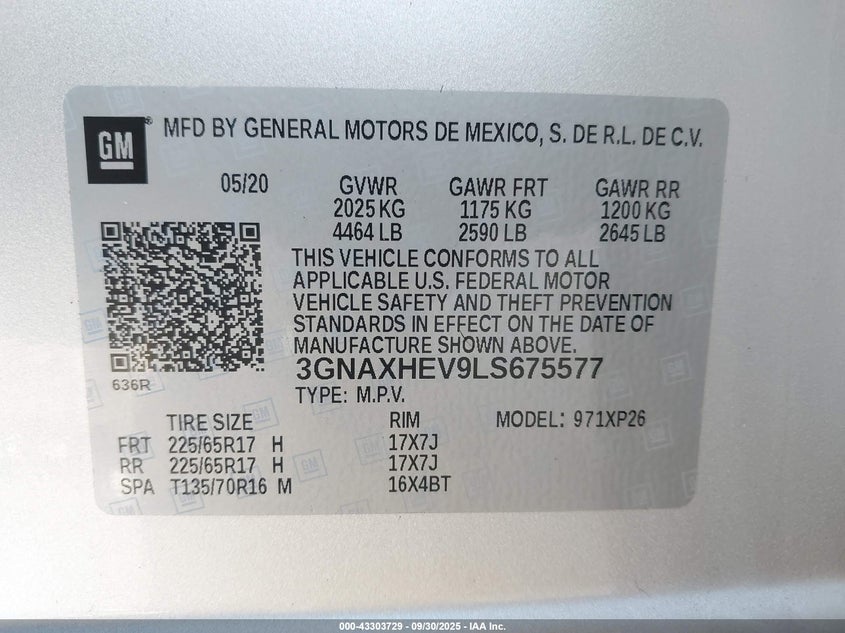 GM ® MFD BY GENERAL MOTORS DE MEXICO, S. DE R.L. DE C.V.
05/20 GVWR GAWR FRT GAWR RR
2025 KG 1175 KG 1200 KG
4464 LB 2590 LB 2645 LB
THIS VEHICLE CONFORMS TO ALL
APPLICABLE U.S. FEDERAL MOTOR
VEHICLE SAFETY AND THEFT PREVENTION
STANDARDS IN EFFECT ON THE DATE OF
MANUFACTURE SHOWN ABOVE.
3GNAXHEV9LS675577
636R
TYPE: M.P.V.
TIRE SIZE RIM MODEL: 971XP26
FRT 225/65R17 H 17X7J
RR 225/65R17 H 17X7J
SPA T135/70R16 M 16X4BT
000-43303729 - 09/30/2025 - IAA Inc.